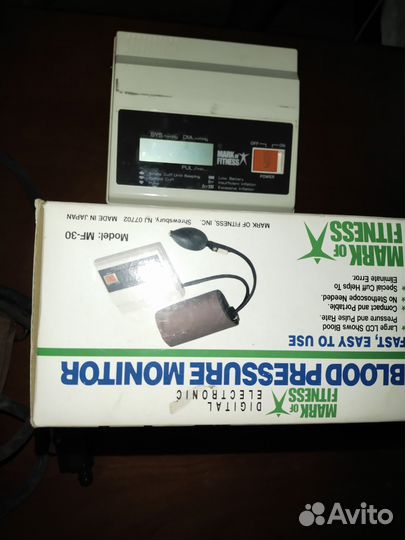 SYS
DIA
PUL
MARK OF
FITNESS
OFF
ON
POWER
Low Battery
Insufficient Inflation
Excessive Inflation
DIGITAL
ELECTRONIC
MARK OF
FITNESS
BLOOD PRESSURE MONITOR
FAST, EASY TO USE
Large LCD Shows Blood
Pressure and Pulse Rate.
Compact and Portable.
No Stethoscope Needed.
Special Cuff Helps To
Eliminate Error.
MARK OF
FITNESS
Model: MF-30
MARK OF FITNESS, INC. Shrewsbury, NJ 07702 MADE IN JAPAN
Avito